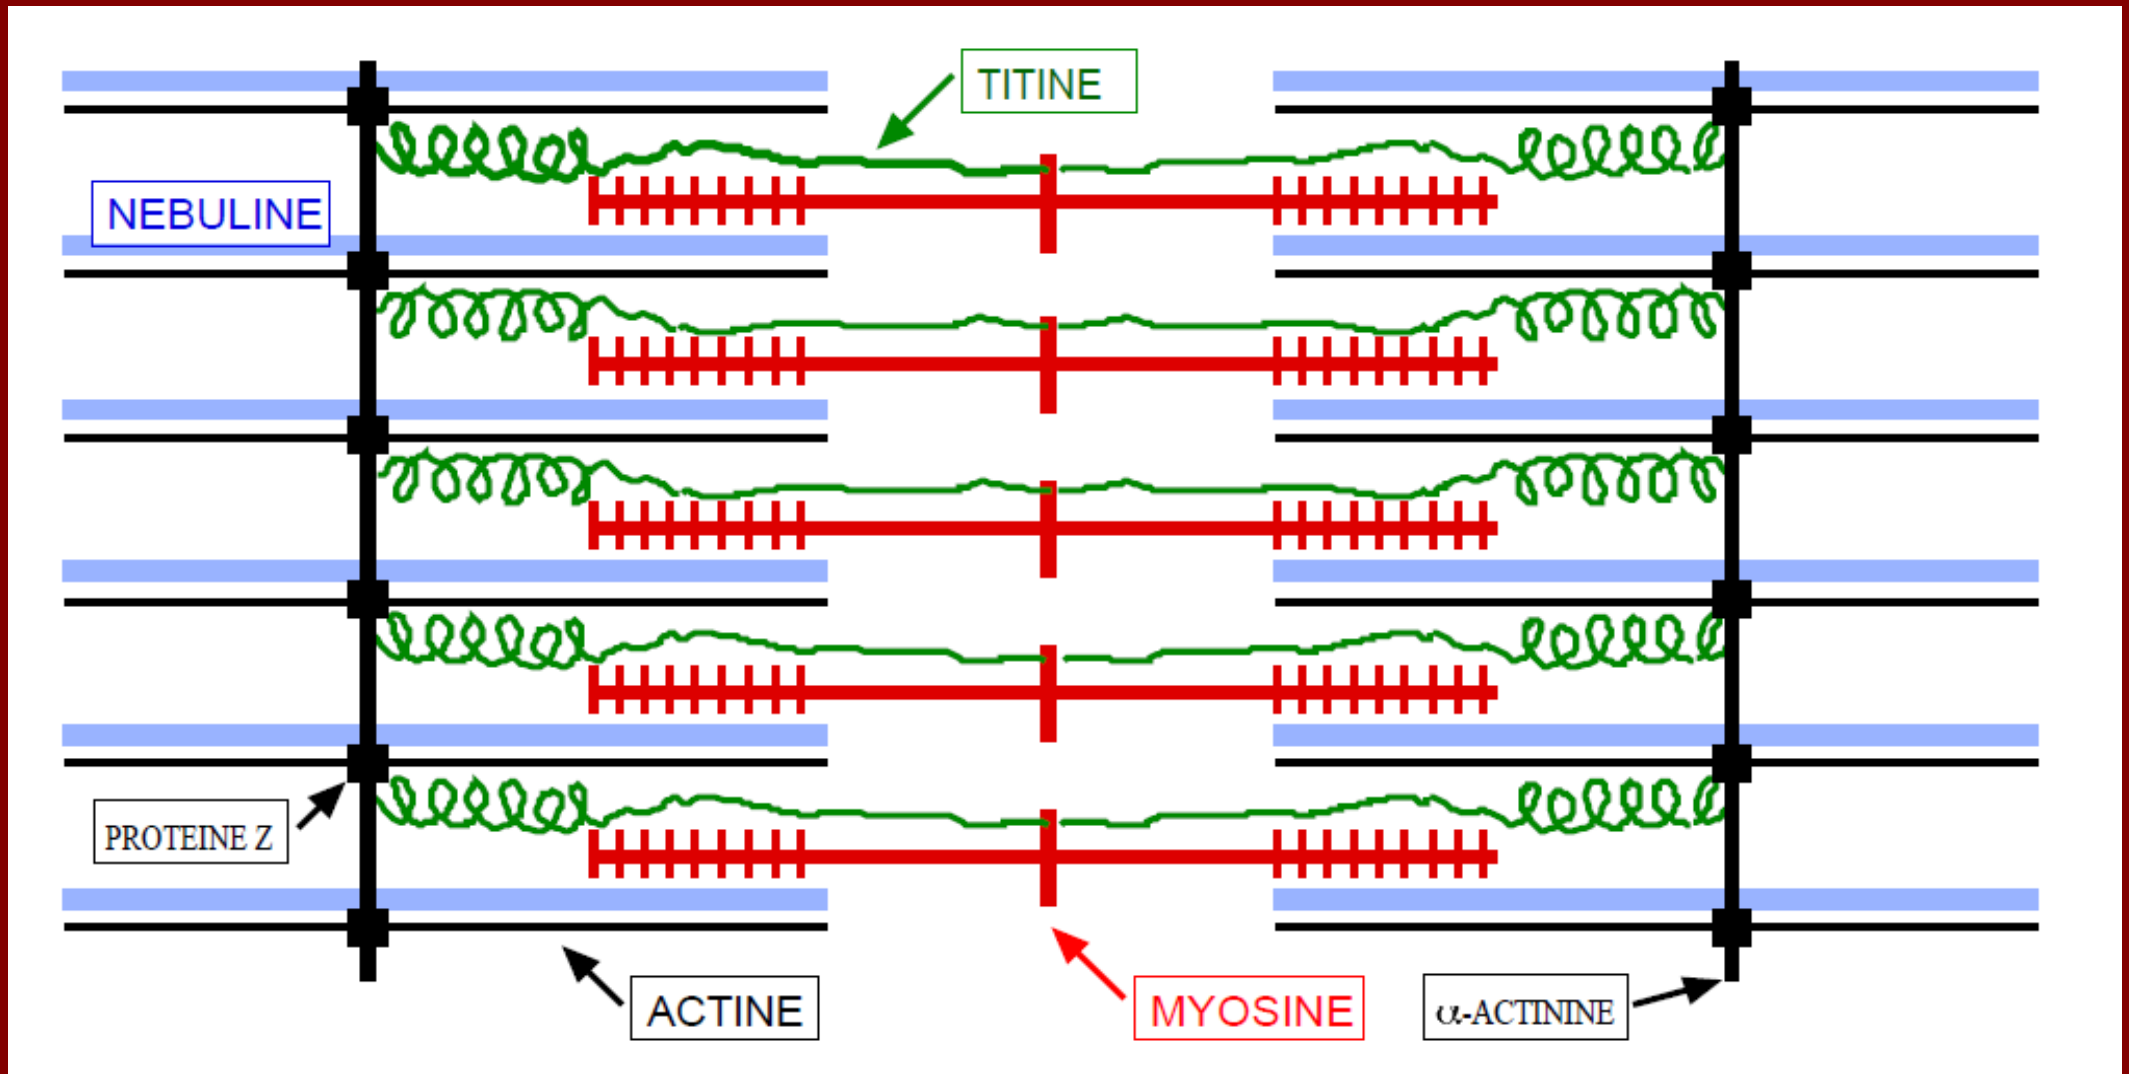 TITINE
NEBULINE
PROTEINE Z
ACTINE
MYOSINE
α-ACTININE